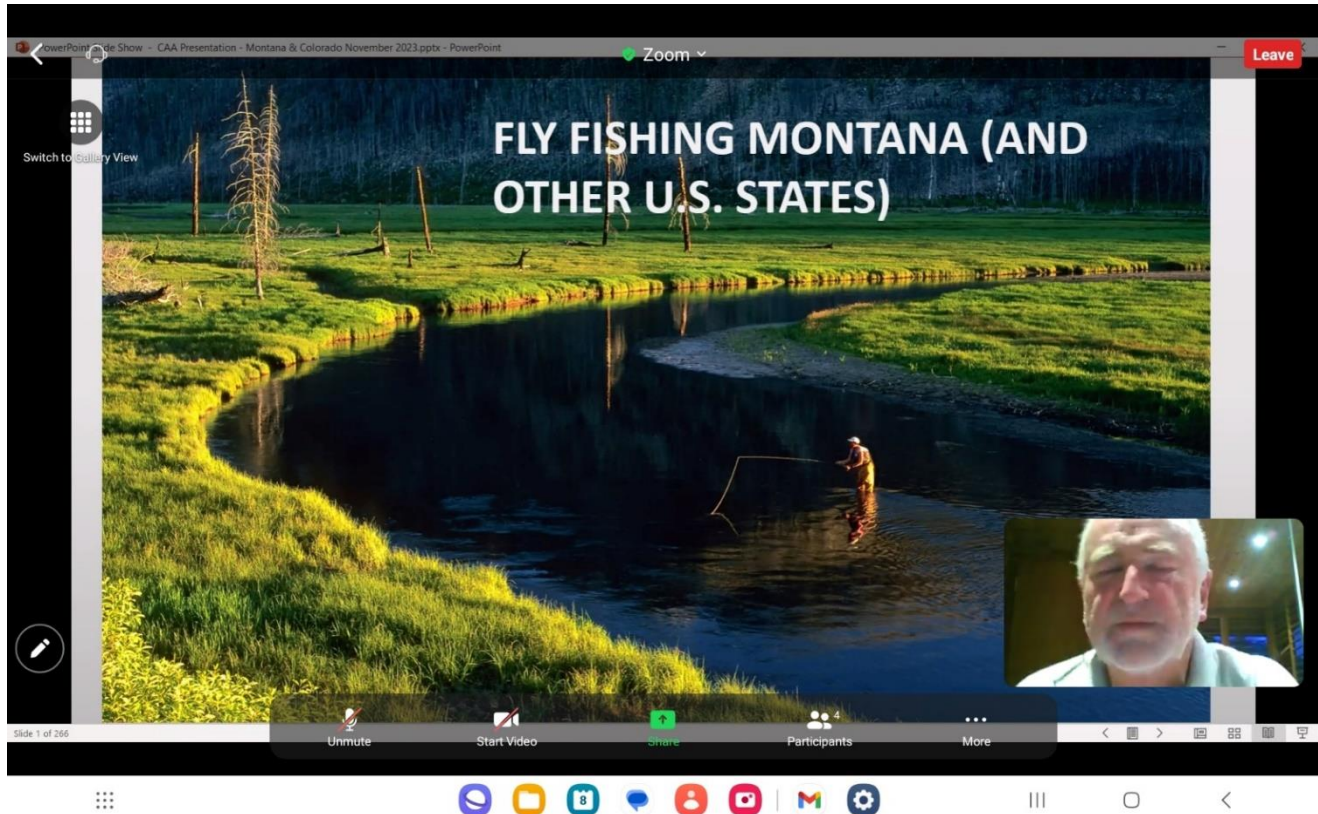 PowerPoint Slide Show - CAA Presentation - Montana & Colorado November 2023.pptx - PowerPoint
Zoom
Leave
Switch to Gallery View
FLY FISHING MONTANA (AND
OTHER U.S. STATES)
Slide 1 of 266
Unmute
Start Video
Share
Participants
4
More
8